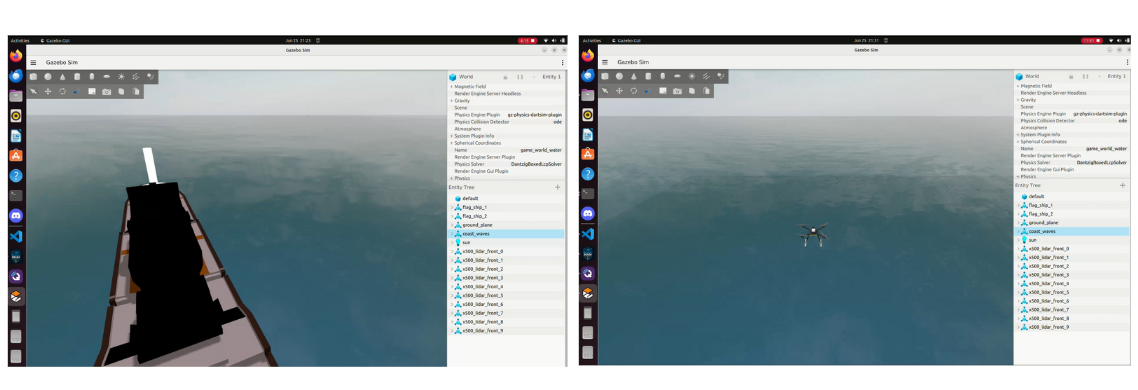 Activities
Gazebo GUI
Jun 25 21:23
Gazebo Sim
Gazebo Sim
World
Entity 1
Magnetic Field
Render Engine Server Headless
Gravity
Scene
Physics Engine Plugin gz-physics-dartsim-plugin
Physics Collision Detector ode
Atmosphere
System Plugin Info
Spherical Coordinates
Name game_world_water
Render Engine Server Plugin
Physics Solver DantzigBoxedLcpSolver
Render Engine Gui Plugin
Physics
Entity Tree
default
flag_ship_1
flag_ship_2
ground_plane
coast_waves
sun
x500_lidar_front_0
x500_lidar_front_1
x500_lidar_front_2
x500_lidar_front_3
x500_lidar_front_4
x500_lidar_front_5
x500_lidar_front_6
x500_lidar_front_7
x500_lidar_front_8
x500_lidar_front_9
Activities
Gazebo GUI
Jun 25 21:31
Gazebo Sim
Gazebo Sim
World
Entity 1
Magnetic Field
Render Engine Server Headless
Gravity
Scene
Physics Engine Plugin gz-physics-dartsim-plugin
Physics Collision Detector ode
Atmosphere
System Plugin Info
Spherical Coordinates
Name game_world_water
Render Engine Server Plugin
Physics Solver DantzigBoxedLcpSolver
Render Engine Gui Plugin
Physics
Entity Tree
default
flag_ship_1
flag_ship_2
ground_plane
coast_waves
sun
x500_lidar_front_0
x500_lidar_front_1
x500_lidar_front_2
x500_lidar_front_3
x500_lidar_front_4
x500_lidar_front_5
x500_lidar_front_6
x500_lidar_front_7
x500_lidar_front_8
x500_lidar_front_9